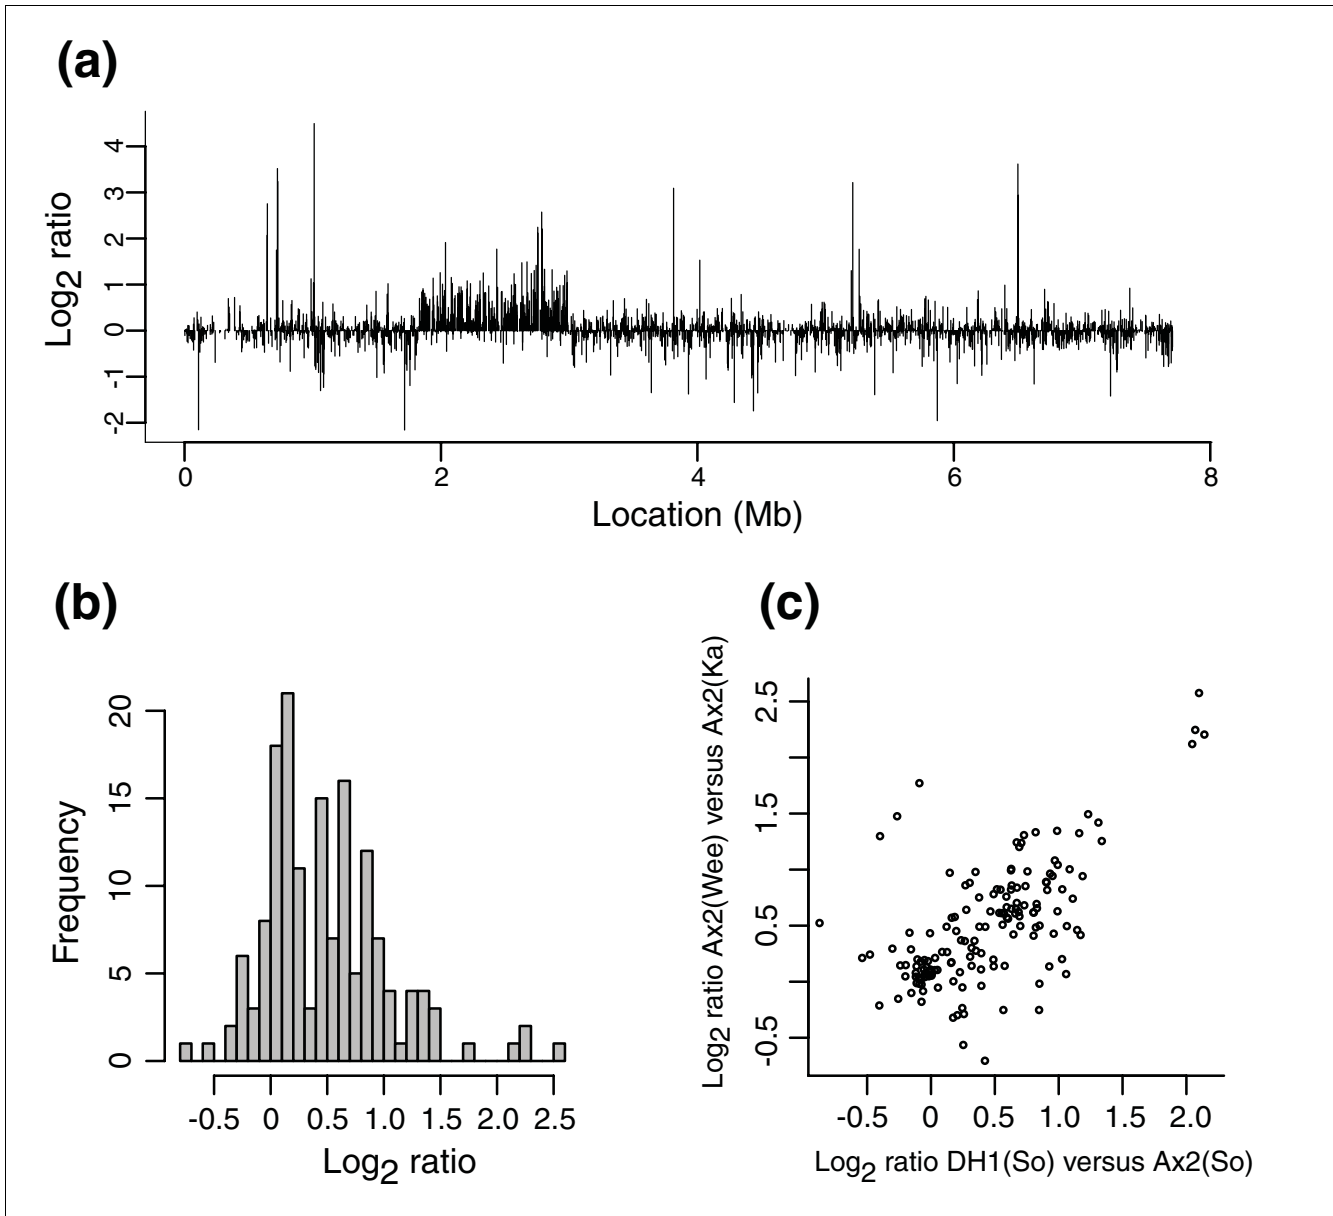 (a)
Log2 ratio
4
3
2
1
0
-1
-2
0 2 4 6 8
Location (Mb)
(b)
Frequency
20
15
10
5
0
-0.5 0 0.5 1.0 1.5 2.0 2.5
Log2 ratio
(c)
Log2 ratio Ax2(Wee) versus Ax2(Ka)
2.5
1.5
0.5
-0.5
-0.5 0 0.5 1.0 1.5 2.0
Log2 ratio DH1(So) versus Ax2(So)